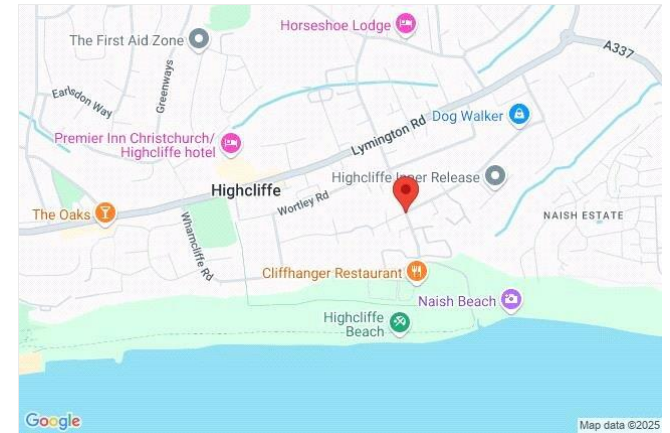 Horseshoe Lodge
The First Aid Zone
A337
Earlsdon Way
Greenways
Dog Walker
Premier Inn Christchurch/
Highcliffe hotel
Lymington Rd
Highcliffe Inner Release
Highcliffe
Wortley Rd
The Oaks
NAISH ESTATE
Wharncliffe Rd
Cliffhanger Restaurant
Naish Beach
Highcliffe
Beach
Google
Map data ©2025